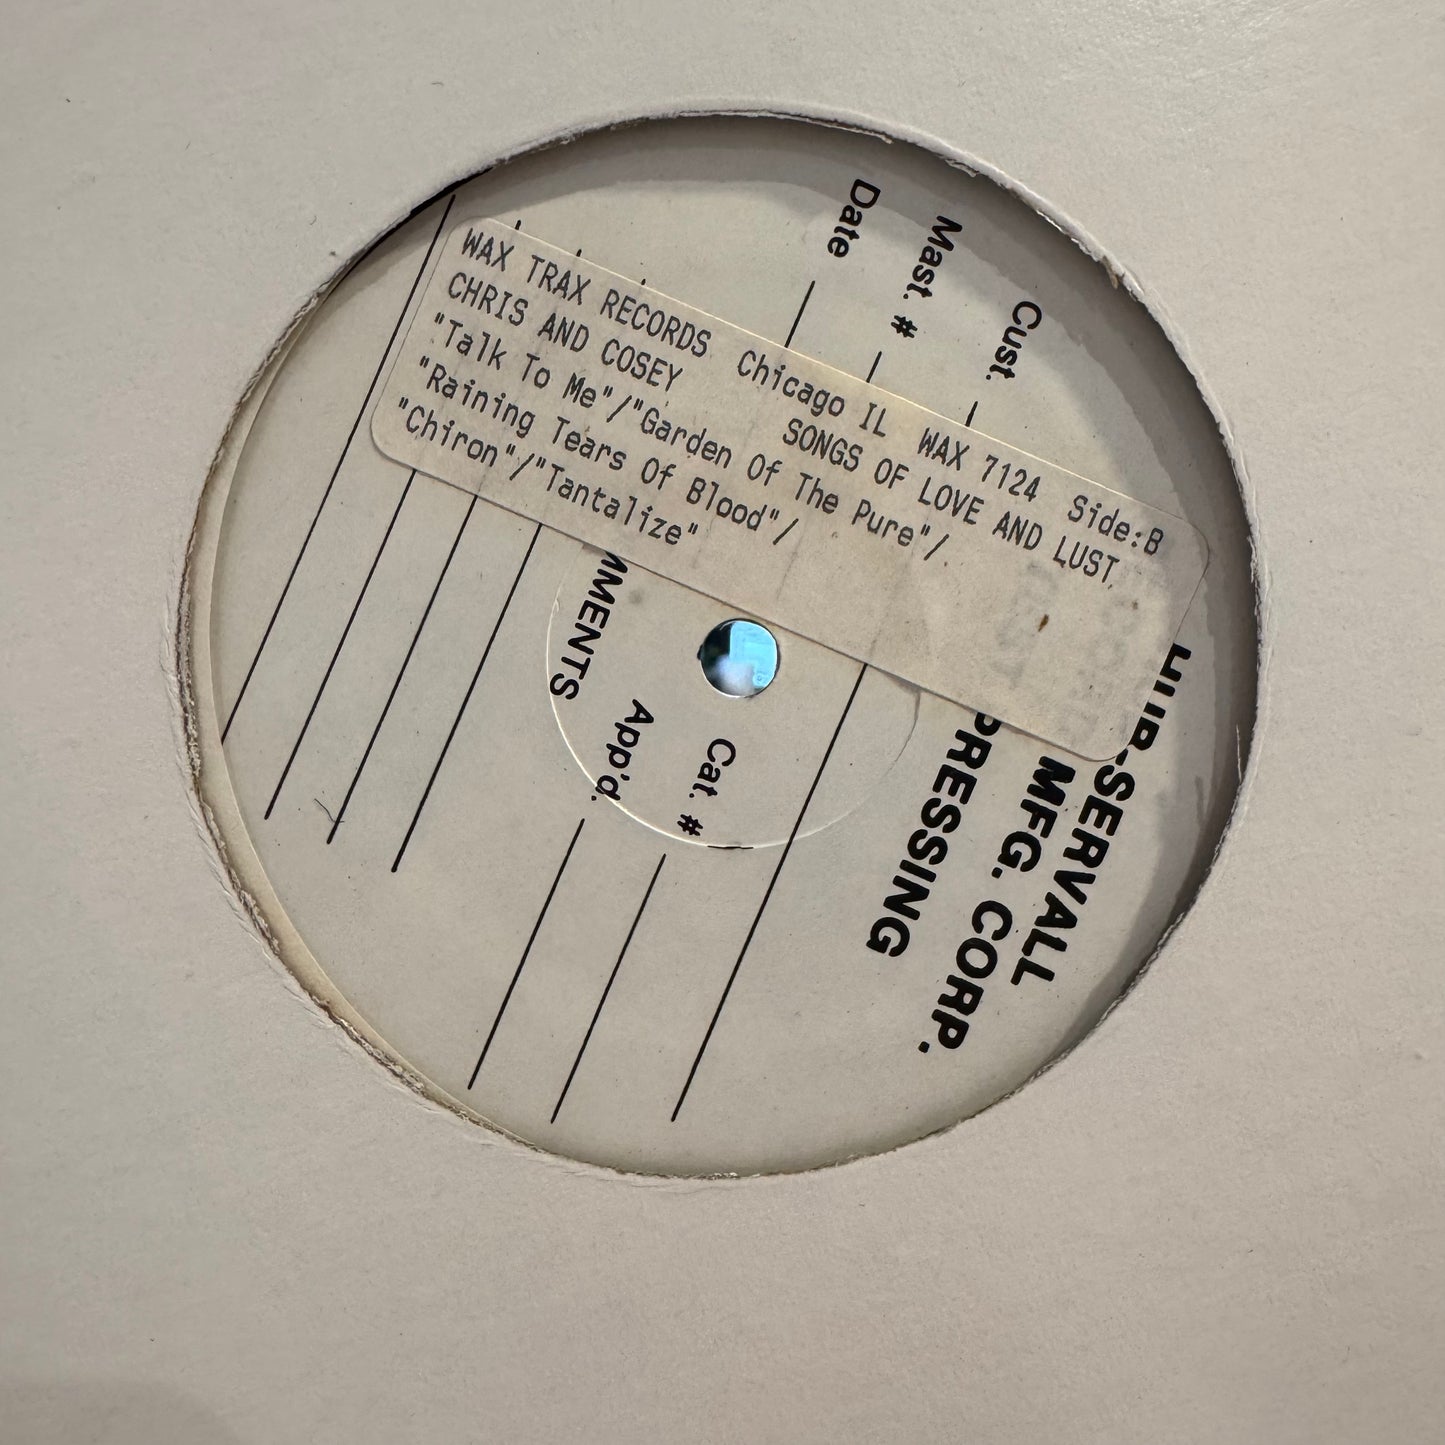 WAX TRAX RECORDS Chicago IL WAX 7124 Side:B
CHRIS AND COSEY SONGS OF LOVE AND LUST
"Talk To Me"/"Garden Of The Pure"/
"Raining Tears Of Blood"/
"Chiron"/"Tantalize"
-SERVALL
MFG. CORP.
PRESSING
Cust.
Mast. #
Date
Cat. #
App'd.
MMENTS